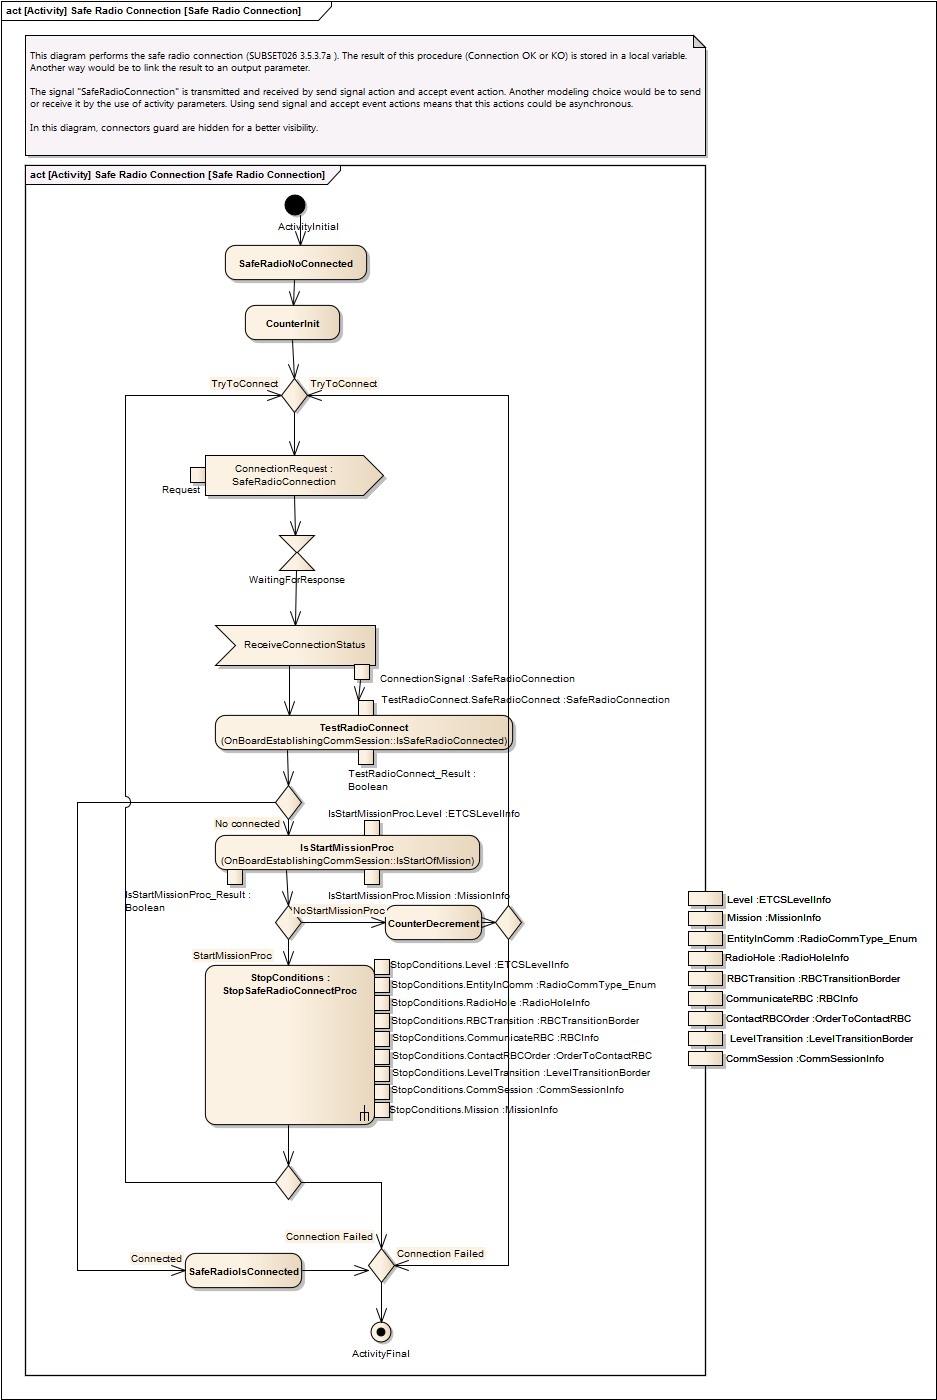 act [Activity] Safe Radio Connection [Safe Radio Connection]
This diagram performs the safe radio connection (SUBSET026 3.5.3.7a ). The result of this procedure (Connection OK or KO) is stored in a local variable.
Another way would be to link the result to an output parameter.
The signal "SafeRadioConnection" is transmitted and received by send signal action and accept event action. Another modeling choice would be to send
or receive it by the use of activity parameters. Using send signal and accept event actions means that this actions could be asynchronous.
In this diagram, connectors guard are hidden for a better visibility.
act [Activity] Safe Radio Connection [Safe Radio Connection]
ActivityInitial
SafeRadioNoConnected
CounterInit
TryToConnect
TryToConnect
ConnectionRequest :
SafeRadioConnection
Request
WaitingForResponse
ReceiveConnectionStatus
ConnectionSignal :SafeRadioConnection
TestRadioConnect.SafeRadioConnect :SafeRadioConnection
TestRadioConnect
(OnBoardEstablishingCommSession::IsSafeRadioConnected)
TestRadioConnect_Result :
Boolean
No connected
IsStartMissionProc.Level :ETCSLevelInfo
IsStartMissionProc
(OnBoardEstablishingCommSession::IsStartOfMission)
IsStartMissionProc_Result :
Boolean
IsStartMissionProc.Mission :MissionInfo
NoStartMissionProc
CounterDecrement
StartMissionProc
StopConditions :
StopSafeRadioConnectProc
StopConditions.Level :ETCSLevelInfo
StopConditions.EntityInComm :RadioCommType_Enum
StopConditions.RadioHole :RadioHoleInfo
StopConditions.RBCTransition :RBCTransitionBorder
StopConditions.CommunicateRBC :RBCInfo
StopConditions.ContactRBCOrder :OrderToContactRBC
StopConditions.LevelTransition :LevelTransitionBorder
StopConditions.CommSession :CommSessionInfo
StopConditions.Mission :MissionInfo
Level :ETCSLevelInfo
Mission :MissionInfo
EntityInComm :RadioCommType_Enum
RadioHole :RadioHoleInfo
RBCTransition :RBCTransitionBorder
CommunicateRBC :RBCInfo
ContactRBCOrder :OrderToContactRBC
LevelTransition :LevelTransitionBorder
CommSession :CommSessionInfo
Connection Failed
Connection Failed
Connected
SafeRadioIsConnected
ActivityFinal